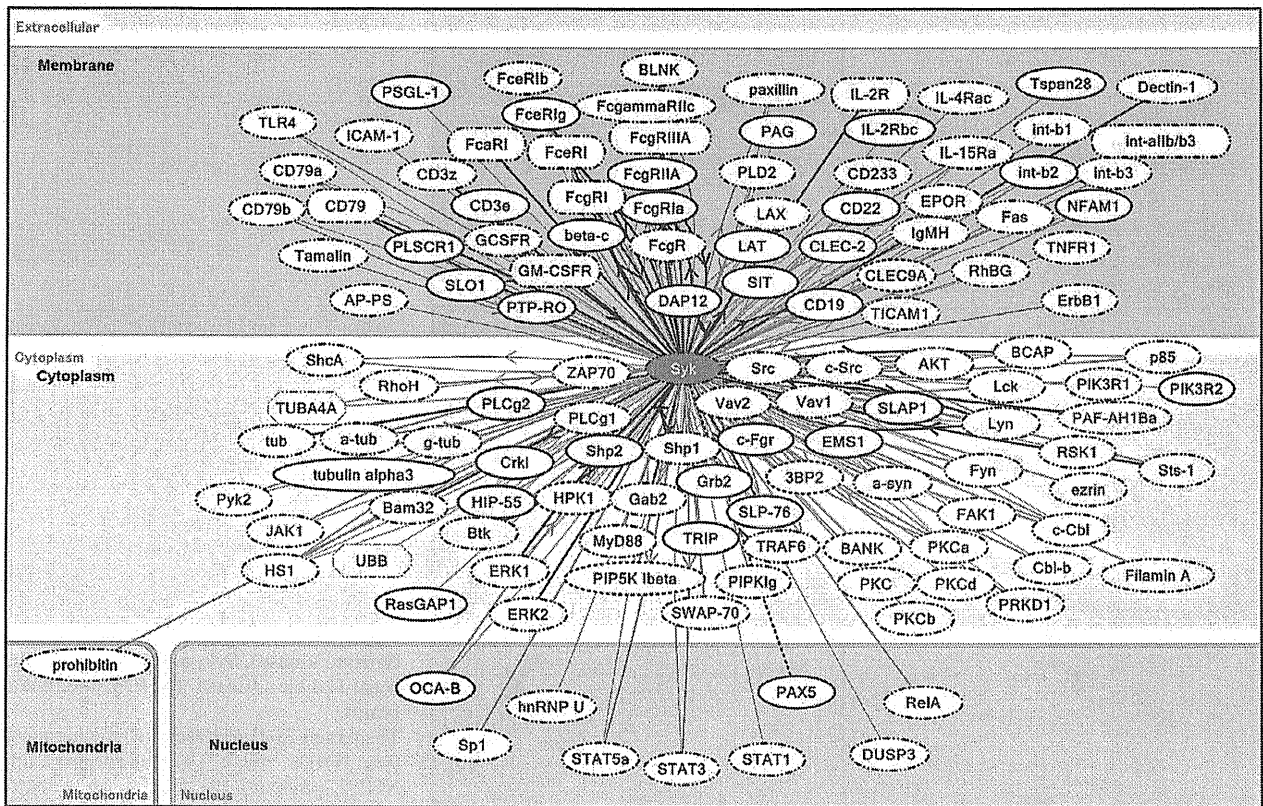 Extracellular
Membrane
PSGL-1
FceRIb
BLNK
paxillin
IL-2R
IL-4Rac
Tspan28
Dectin-1
TLR4
ICAM-1
FceRIg
FcgammaRIIc
PAG
IL-2Rbc
int-b1
int-aIIb/b3
FcaRI
FceRI
FcgRIIIA
IL-15Ra
CD79a
CD3z
FcgRIIA
PLD2
CD233
int-b2
int-b3
CD79b
CD79
CD3e
FcgRI
FcgRIa
LAX
CD22
EPOR
Fas
NFAM1
PLSCR1
GCSFR
beta-c
FcgR
LAT
CLEC-2
IgMH
TNFR1
Tamalin
SLO1
GM-CSFR
SIT
CLEC9A
RhBG
AP-PS
PTP-RO
DAP12
CD19
TICAM1
ErbB1
Cytoplasm
Cytoplasm
ShcA
RhoH
ZAP70
Syk
Src
c-Src
AKT
BCAP
p85
Lck
PIK3R1
PIK3R2
TUBA4A
PLCg2
PLCg1
Vav2
Vav1
SLAP1
PAF-AH1Ba
Lyn
tub
a-tub
g-tub
Shp2
Shp1
c-Fgr
EMS1
RSK1
Sts-1
tubulin alpha3
Crkl
Grb2
3BP2
a-syn
Fyn
ezrin
Pyk2
Bam32
HIP-55
HPK1
Gab2
SLP-76
FAK1
c-Cbl
JAK1
Btk
MyD88
TRIP
TRAF6
BANK
PKCa
HS1
UBB
ERK1
PIP5K Ibeta
PIPKIg
PKC
PKCd
Cbl-b
Filamin A
RasGAP1
ERK2
SWAP-70
PKCb
PRKD1
prohibitin
OCA-B
hnRNP U
PAX5
RelA
Mitochondria
Nucleus
Sp1
STAT5a
STAT3
STAT1
DUSP3
Mitochondria
Nucleus